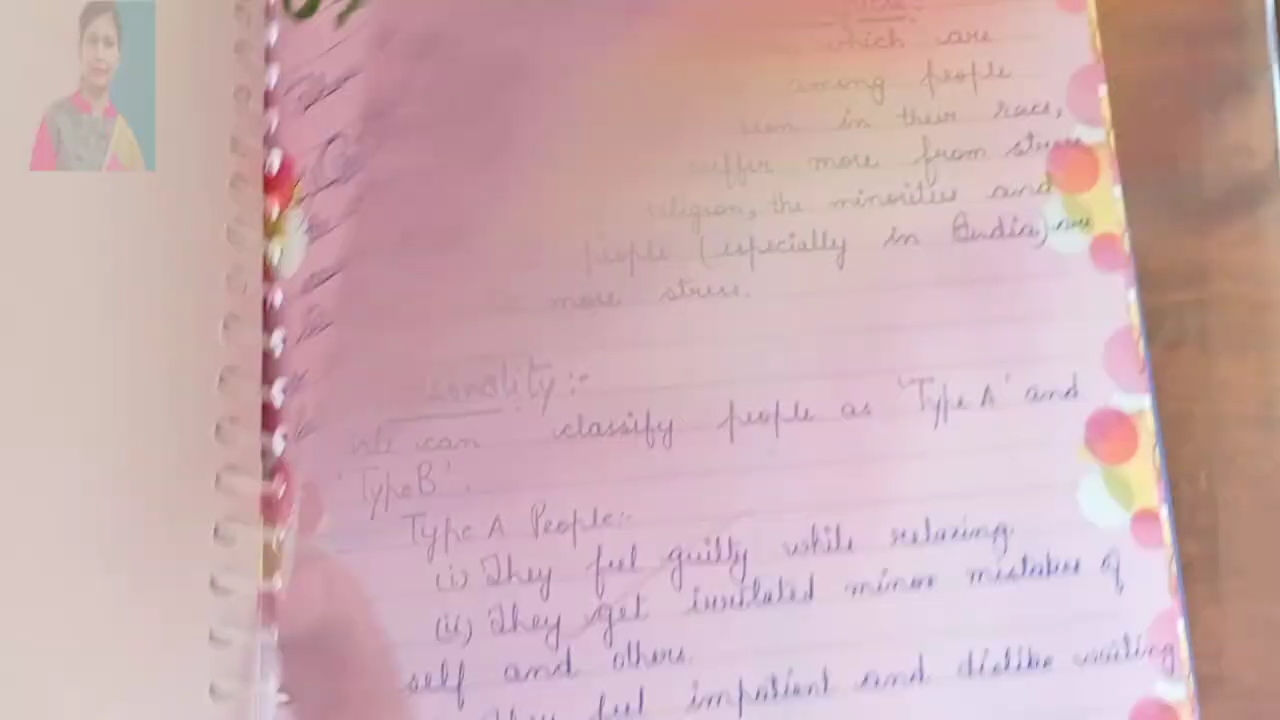 which are
among people
in their race,
suffer more from stress
religion, the minorities and
people (especially in India) are
more stress.
sonality :-
We can classify people as 'Type A' and
'Type B'.
Type A People:-
(i) They feel guilty while relaxing
(ii) They get irritated minor mistakes of
self and others.
They feel impatient and dislike waiting